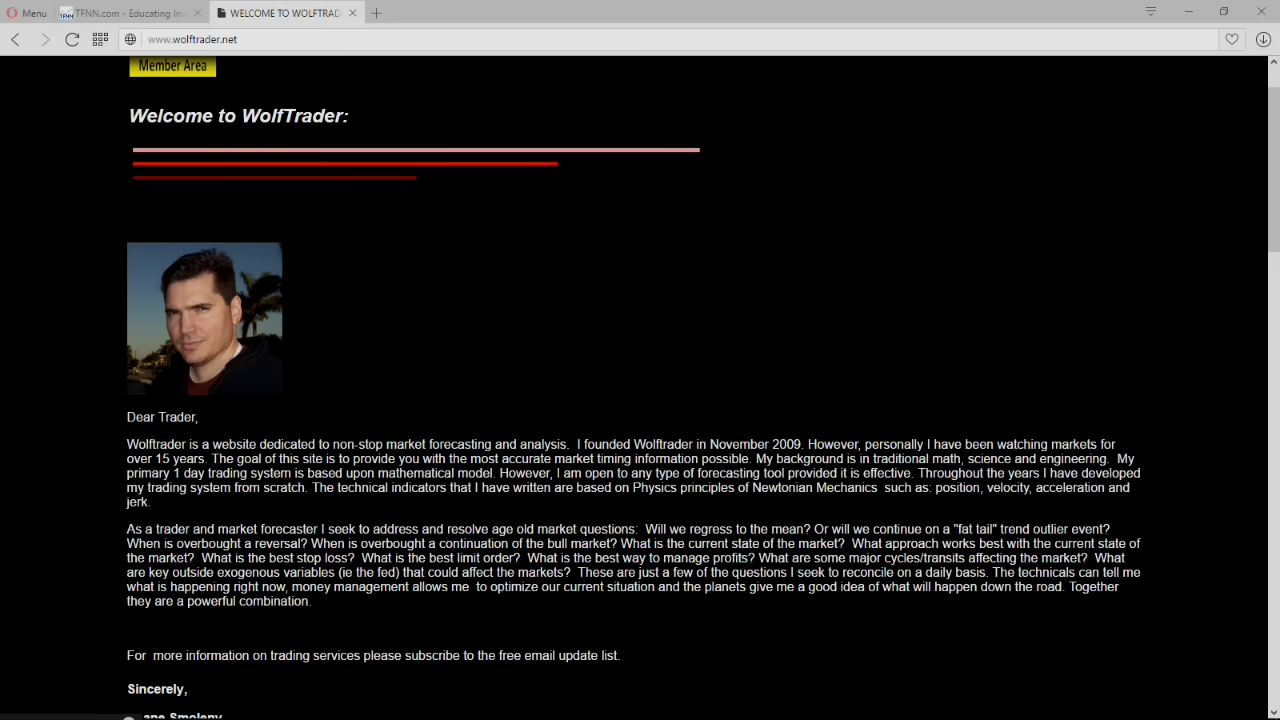 Menu
TFNN.com - Educating Inv
WELCOME TO WOLFTRAD
www.wolftrader.net
Member Area
Welcome to WolfTrader:
Dear Trader,
Wolftrader is a website dedicated to non-stop market forecasting and analysis.  I founded Wolftrader in November 2009. However, personally I have been watching markets for
over 15 years. The goal of this site is to provide you with the most accurate market timing information possible. My background is in traditional math, science and engineering.  My
primary 1 day trading system is based upon mathematical model. However, I am open to any type of forecasting tool provided it is effective. Throughout the years I have developed
my trading system from scratch. The technical indicators that I have written are based on Physics principles of Newtonian Mechanics  such as: position, velocity, acceleration and
jerk.
As a trader and market forecaster I seek to address and resolve age old market questions:  Will we regress to the mean? Or will we continue on a "fat tail" trend outlier event?
When is overbought a reversal? When is overbought a continuation of the bull market? What is the current state of the market?  What approach works best with the current state of
the market?  What is the best stop loss?  What is the best limit order?  What is the best way to manage profits? What are some major cycles/transits affecting the market?  What
are key outside exogenous variables (ie the fed) that could affect the markets?  These are just a few of the questions I seek to reconcile on a daily basis. The technicals can tell me
what is happening right now, money management allows me  to optimize our current situation and the planets give me a good idea of what will happen down the road. Together
they are a powerful combination.
For  more information on trading services please subscribe to the free email update list.
Sincerely,